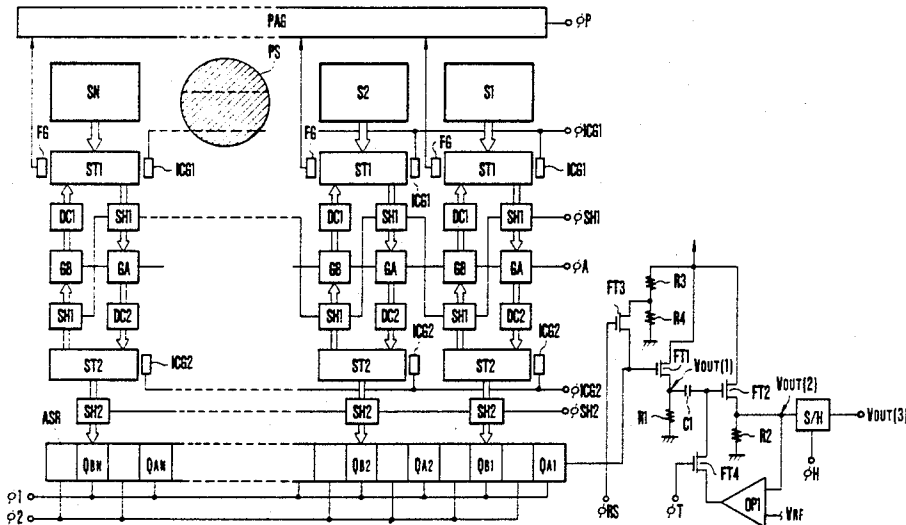 PAG
φP
PS
SN
S2
S1
FG
FG
FG
φICG1
ST1
ICG1
ST1
ICG1
ST1
ICG1
DC1
SH1
DC1
SH1
DC1
SH1
φSH1
GB
GA
GB
GA
GB
GA
φA
SH1
DC2
SH1
DC2
SH1
DC2
FT3
R3
R4
ICG2
ST2
ICG2
ST2
ST2
φICG2
FT1
VOUT(1)
FT2
VOUT(2)
ASR
SH2
SH2
SH2
φSH2
R1
C1
R2
S/H
VOUT(3)
QBN
QAN
QB2
QA2
QB1
QA1
FT4
φH
φ1
φ2
φRS
φT
OP1
VRF